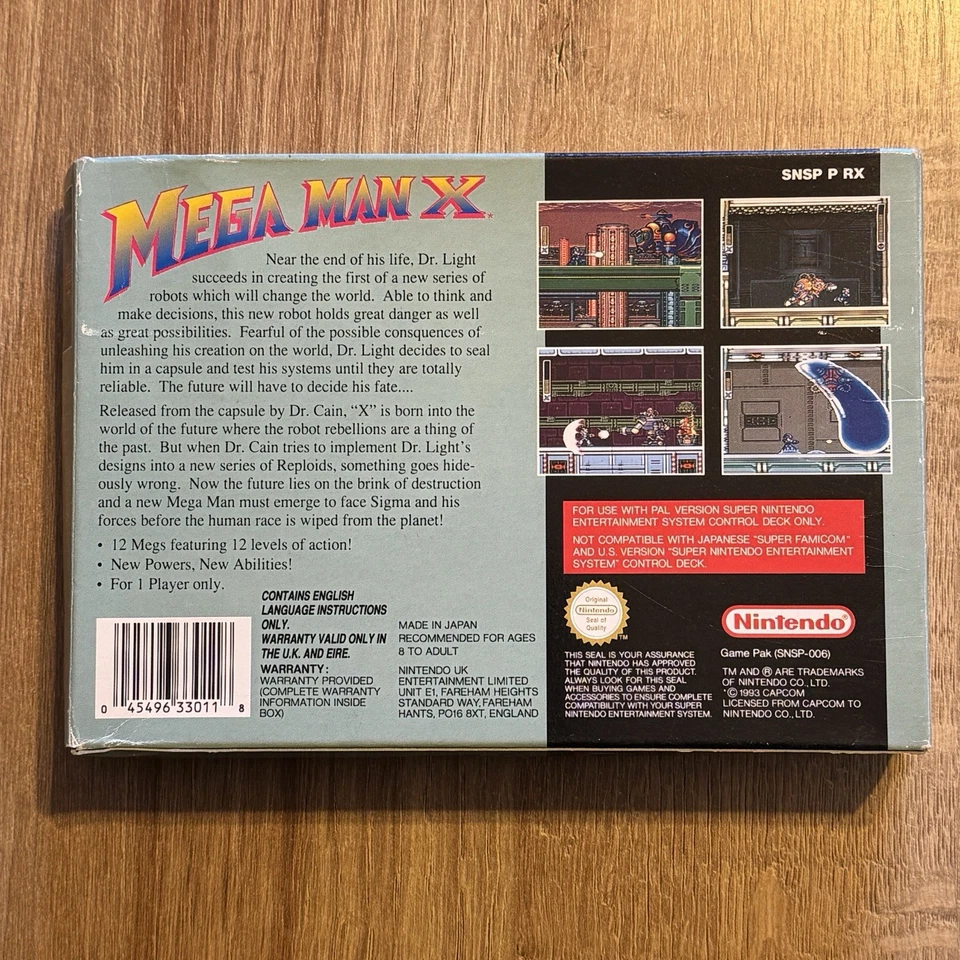 MEGA MAN X
Near the end of his life, Dr. Light
succeeds in creating the first of a new series of
robots which will change the world. Able to think and
make decisions, this new robot holds great danger as well
as great possibilities. Fearful of the possible consquences of
unleashing his creation on the world, Dr. Light decides to seal
him in a capsule and test his systems until they are totally
reliable. The future will have to decide his fate....
Released from the capsule by Dr. Cain, “X” is born into the
world of the future where the robot rebellions are a thing of
the past. But when Dr. Cain tries to implement Dr. Light’s
designs into a new series of Reploids, something goes hide-
ously wrong. Now the future lies on the brink of destruction
and a new Mega Man must emerge to face Sigma and his
forces before the human race is wiped from the planet!
• 12 Megs featuring 12 levels of action!
• New Powers, New Abilities!
• For 1 Player only.
CONTAINS ENGLISH
LANGUAGE INSTRUCTIONS
ONLY.
WARRANTY VALID ONLY IN
THE U.K. AND EIRE.
WARRANTY:
WARRANTY PROVIDED
(COMPLETE WARRANTY
INFORMATION INSIDE
BOX)
MADE IN JAPAN
RECOMMENDED FOR AGES
8 TO ADULT
NINTENDO UK
ENTERTAINMENT LIMITED
UNIT E1, FAREHAM HEIGHTS
STANDARD WAY, FAREHAM
HANTS, PO16 8XT, ENGLAND
0 45496 33011 8
SNSP P RX
FOR USE WITH PAL VERSION SUPER NINTENDO
ENTERTAINMENT SYSTEM CONTROL DECK ONLY.
NOT COMPATIBLE WITH JAPANESE "SUPER FAMICOM"
AND U.S. VERSION "SUPER NINTENDO ENTERTAINMENT
SYSTEM" CONTROL DECK.
Original
Nintendo
Seal of
Quality
TM
THIS SEAL IS YOUR ASSURANCE
THAT NINTENDO HAS APPROVED
THE QUALITY OF THIS PRODUCT.
ALWAYS LOOK FOR THIS SEAL
WHEN BUYING GAMES AND
ACCESSORIES TO ENSURE COMPLETE
COMPATIBILITY WITH YOUR SUPER
NINTENDO ENTERTAINMENT SYSTEM.
Nintendo®
Game Pak (SNSP-006)
TM AND ® ARE TRADEMARKS
OF NINTENDO CO., LTD.
*© 1993 CAPCOM
LICENSED FROM CAPCOM TO
NINTENDO CO., LTD.